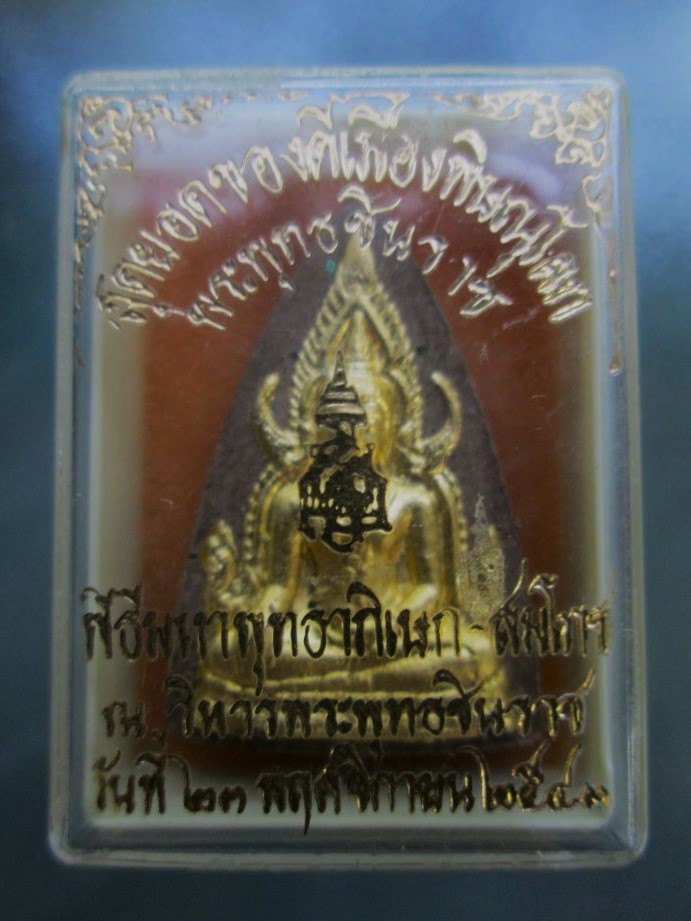 สุดยอดของดีเมืองพิษณุโลก
พระพุทธชินราช
พิธีมหาพุทธาภิเษก-สมโภช
ณ วิหารพระพุทธชินราช
วันที่ ๒๓ พฤศจิกายน ๒๕๔๓